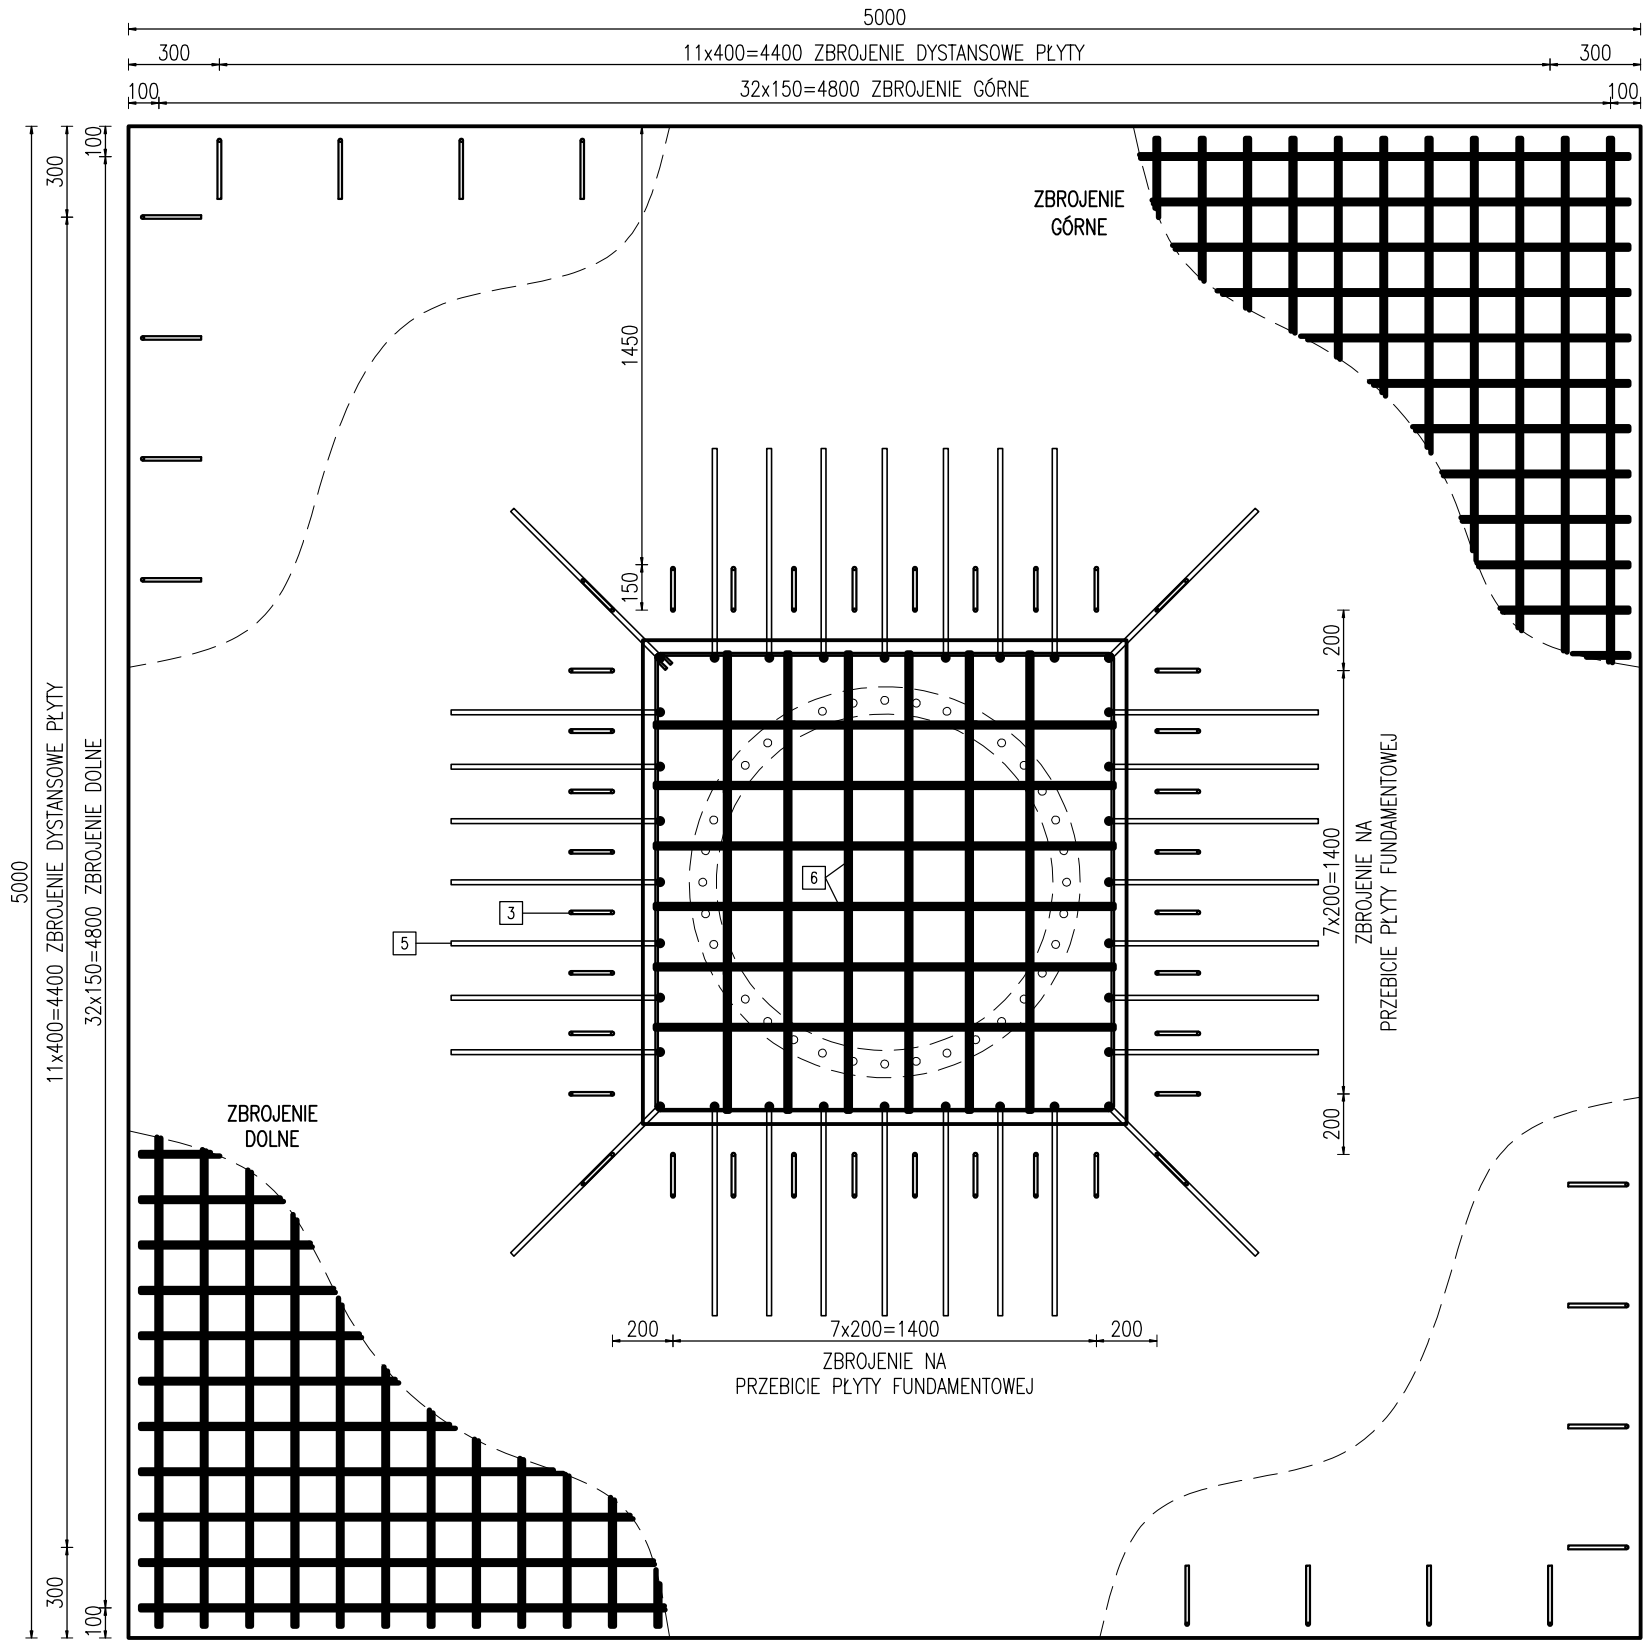 5000
300
11x400=4400 ZBROJENIE DYSTANSOWE PŁYTY
300
100
32x150=4800 ZBROJENIE GÓRNE
100
100
300
ZBROJENIE
GÓRNE
1450
150
200
5000
11x400=4400 ZBROJENIE DYSTANSOWE PŁYTY
32x150=4800 ZBROJENIE DOLNE
7x200=1400
ZBROJENIE NA
PRZEBICIE PŁYTY FUNDAMENTOWEJ
6
3
5
ZBROJENIE
DOLNE
200
200
7x200=1400
200
ZBROJENIE NA
PRZEBICIE PŁYTY FUNDAMENTOWEJ
300
100